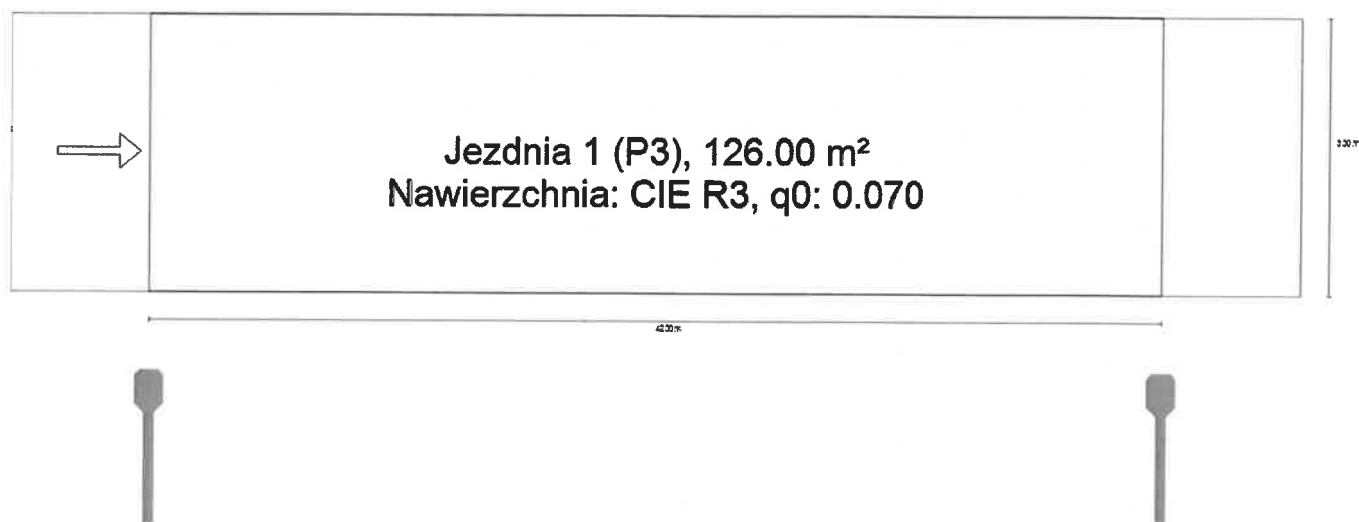 Jezdnia 1 (P3), 126.00 m²
Nawierzchnia: CIE R3, q0: 0.070